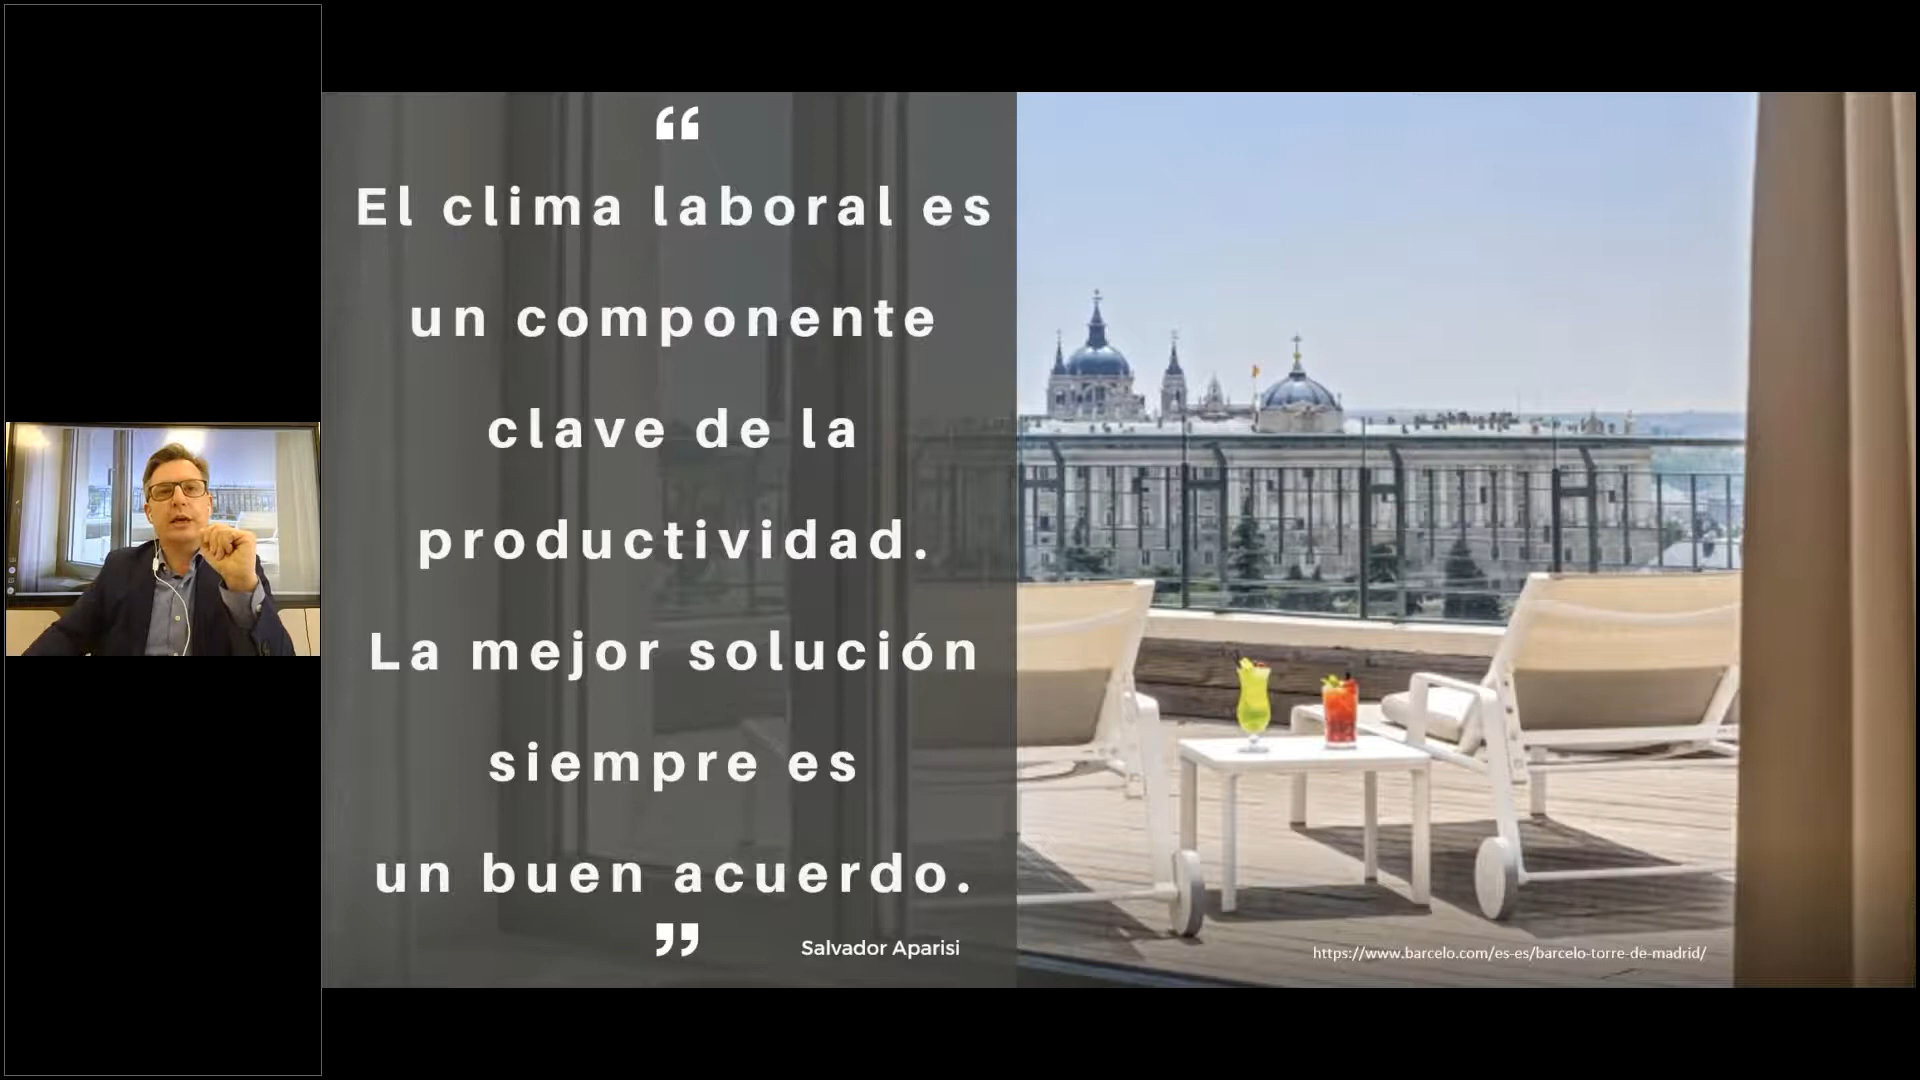 “
El clima laboral es
un componente
clave de la
productividad.
La mejor solución
siempre es
un buen acuerdo.
”
Salvador Aparisi
https://www.barcelo.com/es-es/barcelo-torre-de-madrid/